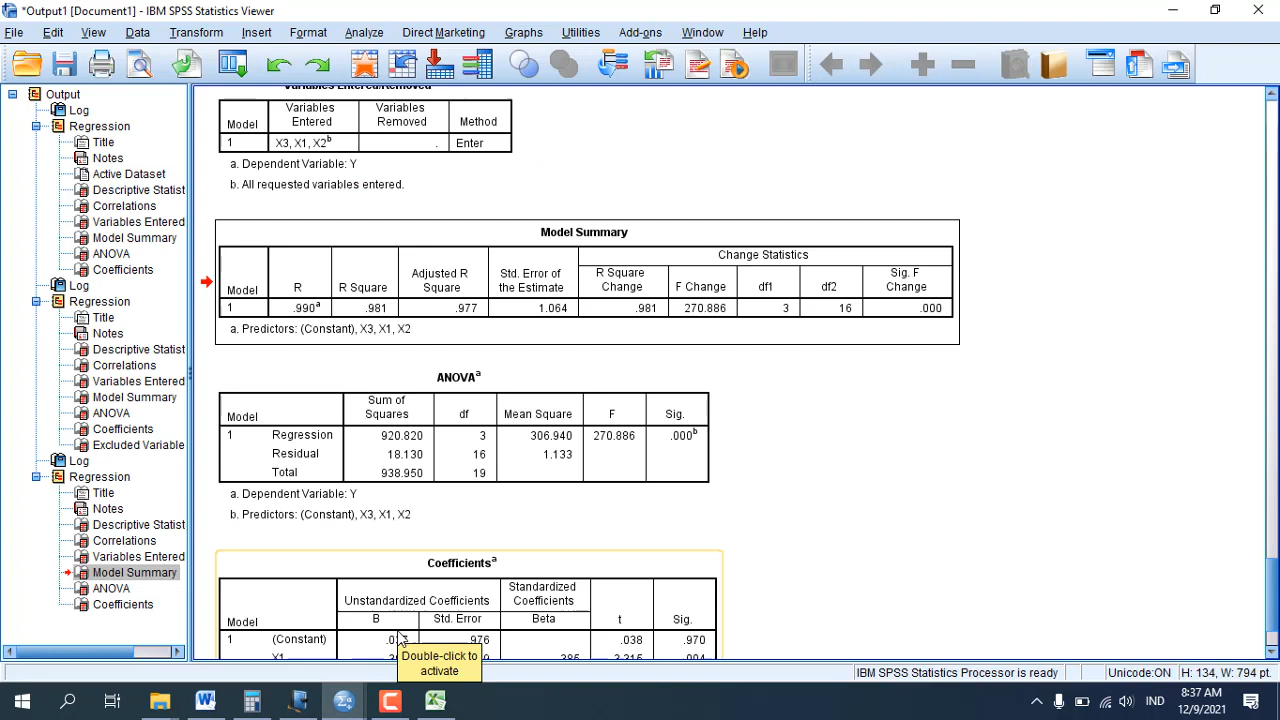 *Output1 [Document1] - IBM SPSS Statistics Viewer
File Edit View Data Transform Insert Format Analyze Direct Marketing Graphs Utilities Add-ons Window Help
Output
Log
Regression
Title
Notes
Active Dataset
Descriptive Statist
Correlations
Variables Entered
Model Summary
ANOVA
Coefficients
Log
Regression
Title
Notes
Descriptive Statist
Correlations
Variables Entered
Model Summary
ANOVA
Coefficients
Excluded Variable
Log
Regression
Title
Notes
Descriptive Statist
Correlations
Variables Entered
Model Summary
ANOVA
Coefficients
Variables Entered/Removed
Model Variables Entered Variables Removed Method
1 X3, X1, X2b . Enter
a. Dependent Variable: Y
b. All requested variables entered.
Model Summary
Change Statistics
Model R R Square Adjusted R Square Std. Error of the Estimate R Square Change F Change df1 df2 Sig. F Change
1 .990a .981 .977 1.064 .981 270.886 3 16 .000
a. Predictors: (Constant), X3, X1, X2
ANOVAa
Model Sum of Squares df Mean Square F Sig.
1 Regression 920.820 3 306.940 270.886 .000b
Residual 18.130 16 1.133
Total 938.950 19
a. Dependent Variable: Y
b. Predictors: (Constant), X3, X1, X2
Coefficientsa
Unstandardized Coefficients Standardized Coefficients
Model B Std. Error Beta t Sig.
1 (Constant) .976 .038 .970
X1
Double-click to
activate
IBM SPSS Statistics Processor is ready Unicode:ON H: 134, W: 794 pt.
IND
8:37 AM
12/9/2021